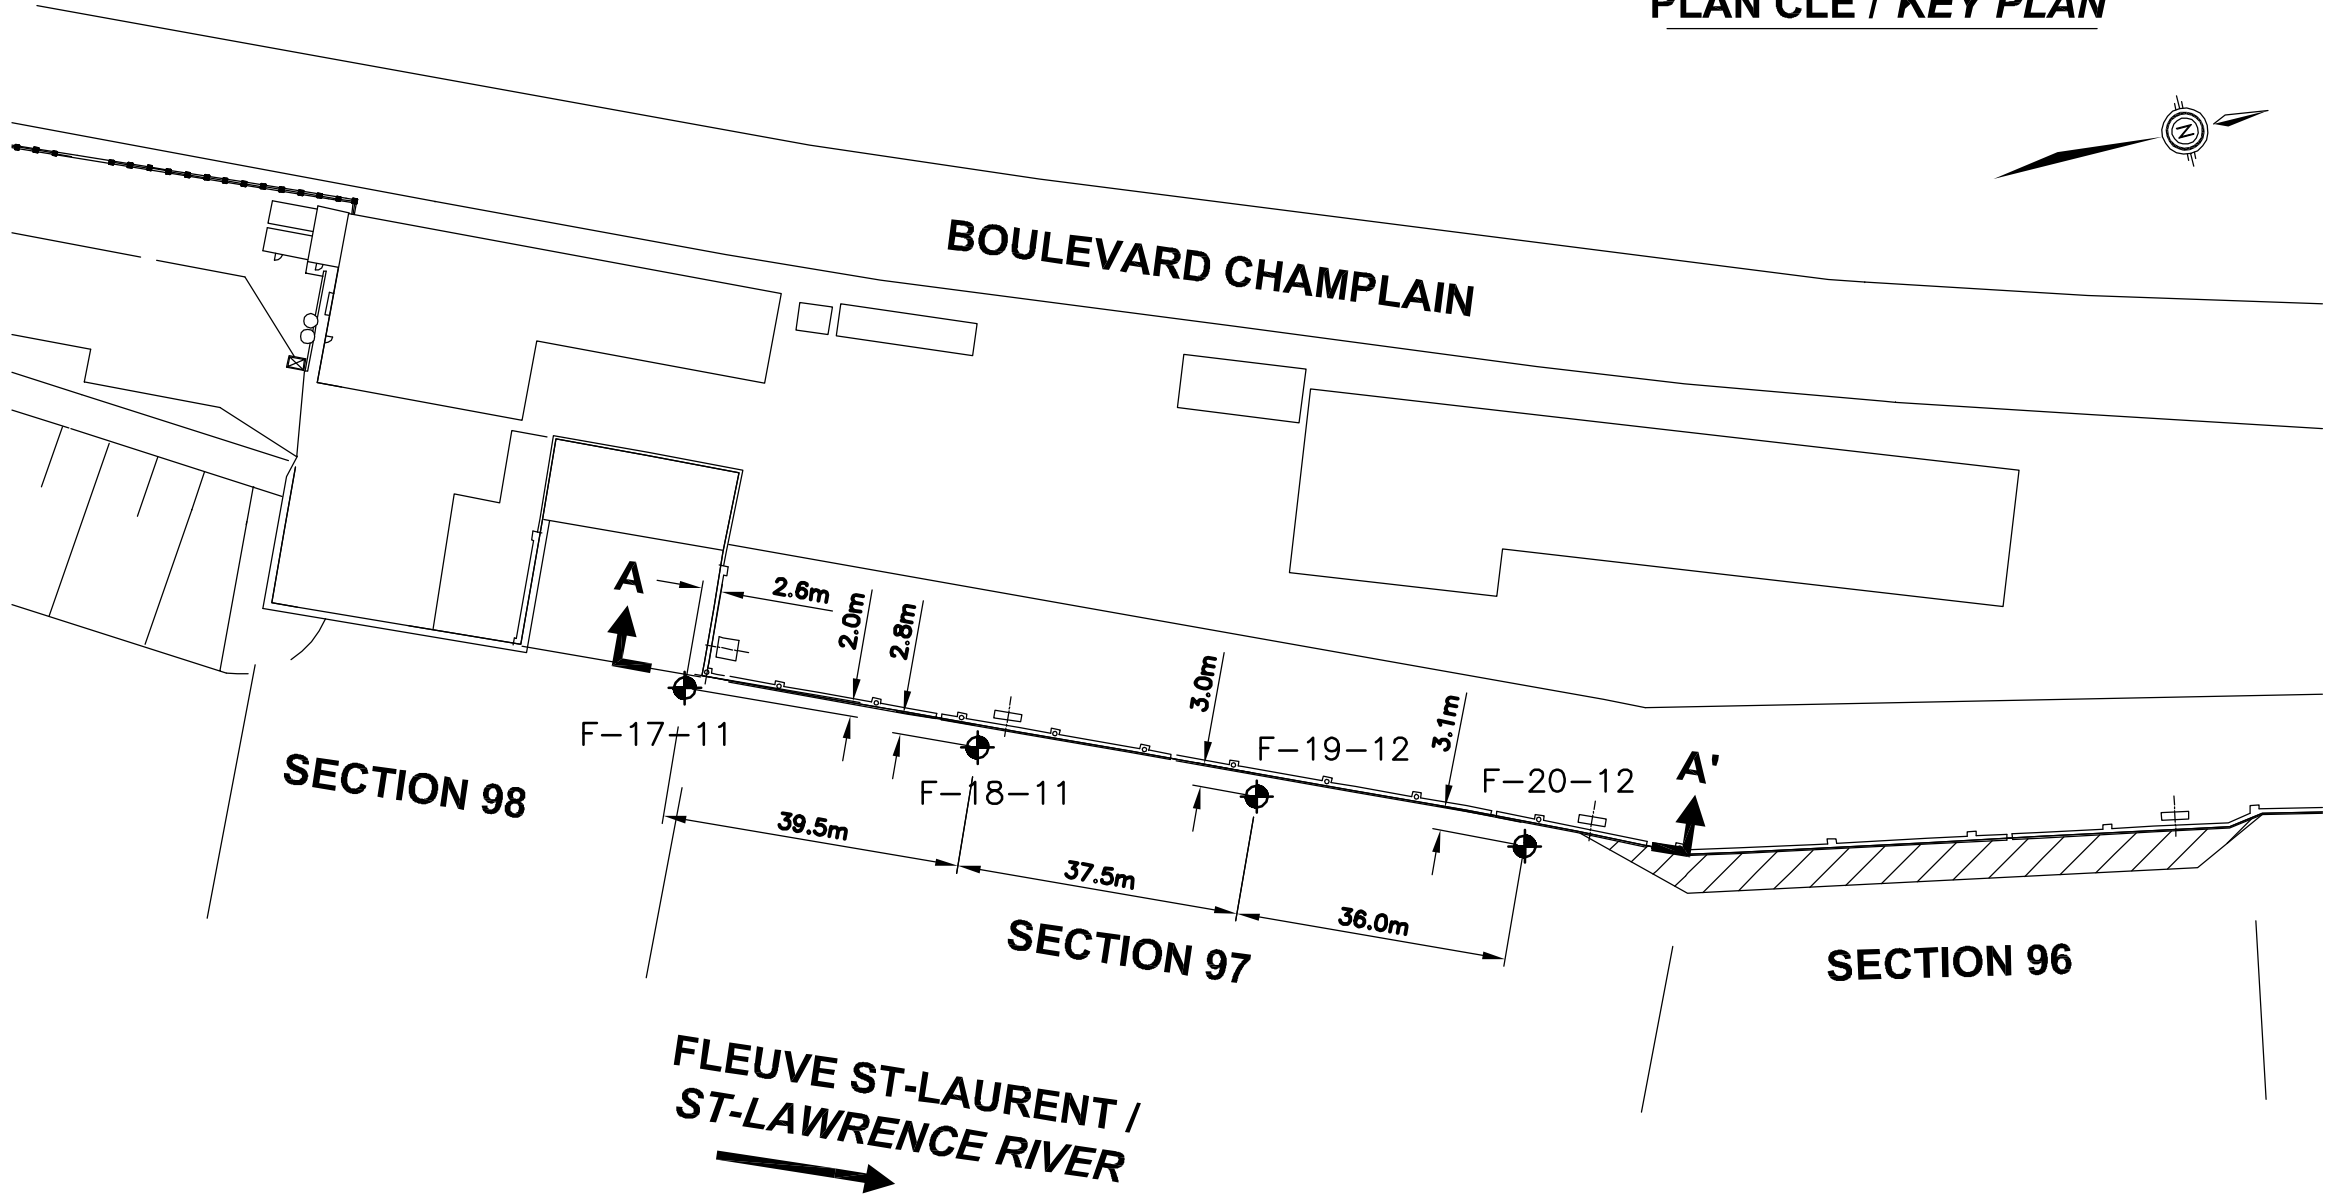 PLAN CLÉ / KEY PLAN
N
BOULEVARD CHAMPLAIN
A
2.6m
2.0m
2.8m
3.0m
3.1m
F-17-11
F-18-11
F-19-12
F-20-12
A'
39.5m
37.5m
36.0m
SECTION 98
SECTION 97
SECTION 96
FLEUVE ST-LAURENT /
ST-LAWRENCE RIVER